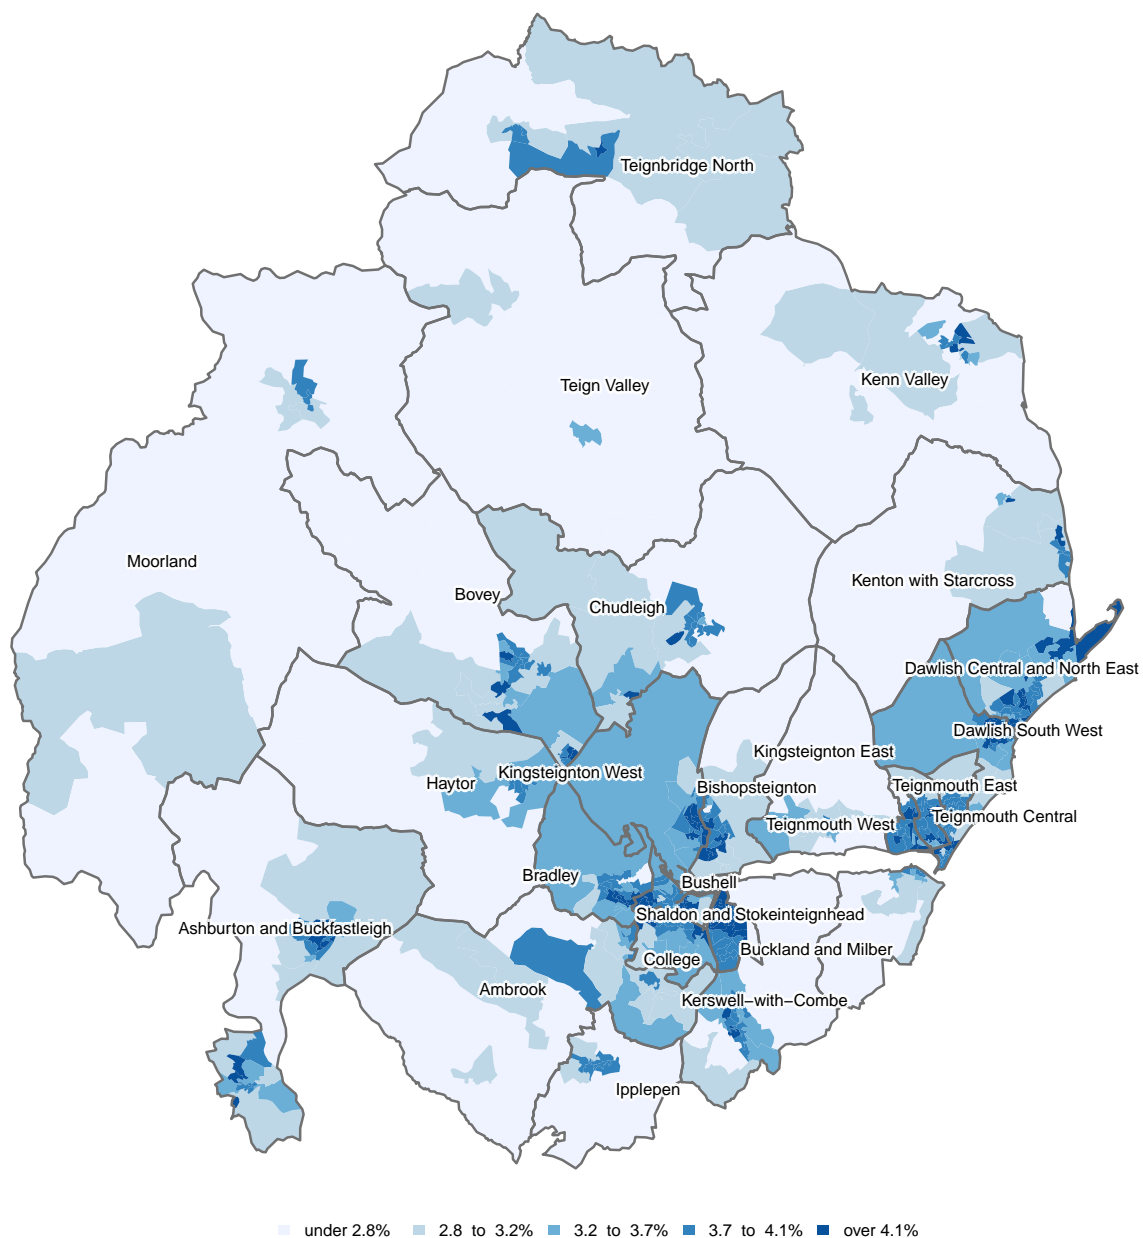 Teignbridge North
Kenn Valley
Teign Valley
Moorland
Kenton with Starcross
Bovey
Chudleigh
Dawlish Central and North East
Dawlish South West
Kingsteignton East
Kingsteignton West
Haytor
Bishopsteignton
Teignmouth East
Teignmouth Central
Teignmouth West
Bradley
Bushell
Shaldon and Stokeinteignhead
Ashburton and Buckfastleigh
Buckland and Milber
College
Ambrook
Kerswell−with−Combe
Ipplepen
under 2.8% 2.8 to 3.2% 3.2 to 3.7% 3.7 to 4.1% over 4.1%